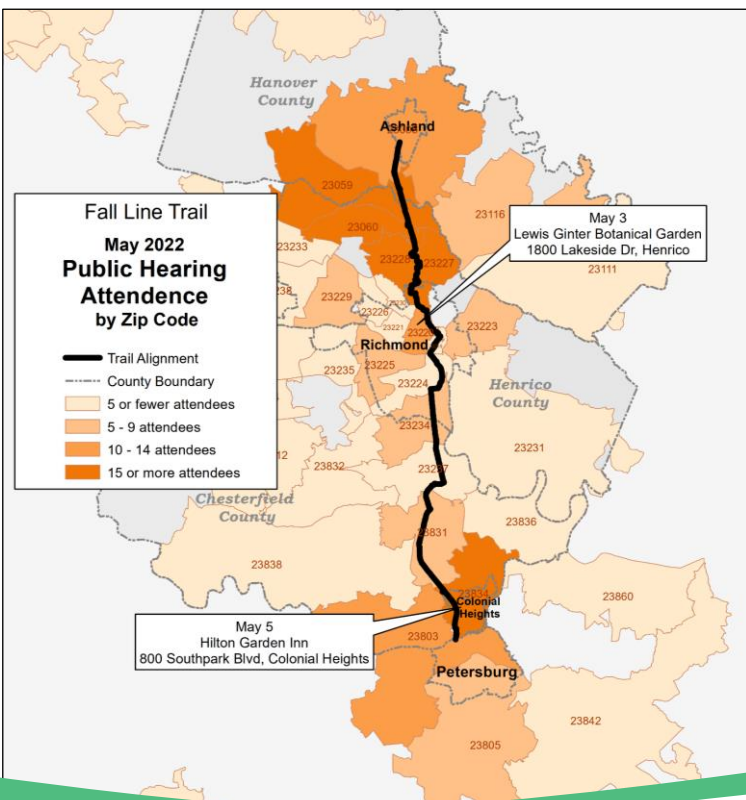 Hanover
County
Ashland
23059
23116
23060
Fall Line Trail
May 2022
Public Hearing
Attendence
by Zip Code
Trail Alignment
County Boundary
5 or fewer attendees
5 - 9 attendees
10 - 14 attendees
15 or more attendees
May 3
Lewis Ginter Botanical Garden
1800 Lakeside Dr, Henrico
23233
23227
23111
23229
23226
23221
23223
Richmond
23235
23225
23224
Henrico
County
23234
23231
23832
Chesterfield
County
23831
23836
23838
23834
Colonial
Heights
23860
May 5
Hilton Garden Inn
800 Southpark Blvd, Colonial Heights
23803
Petersburg
23842
23805